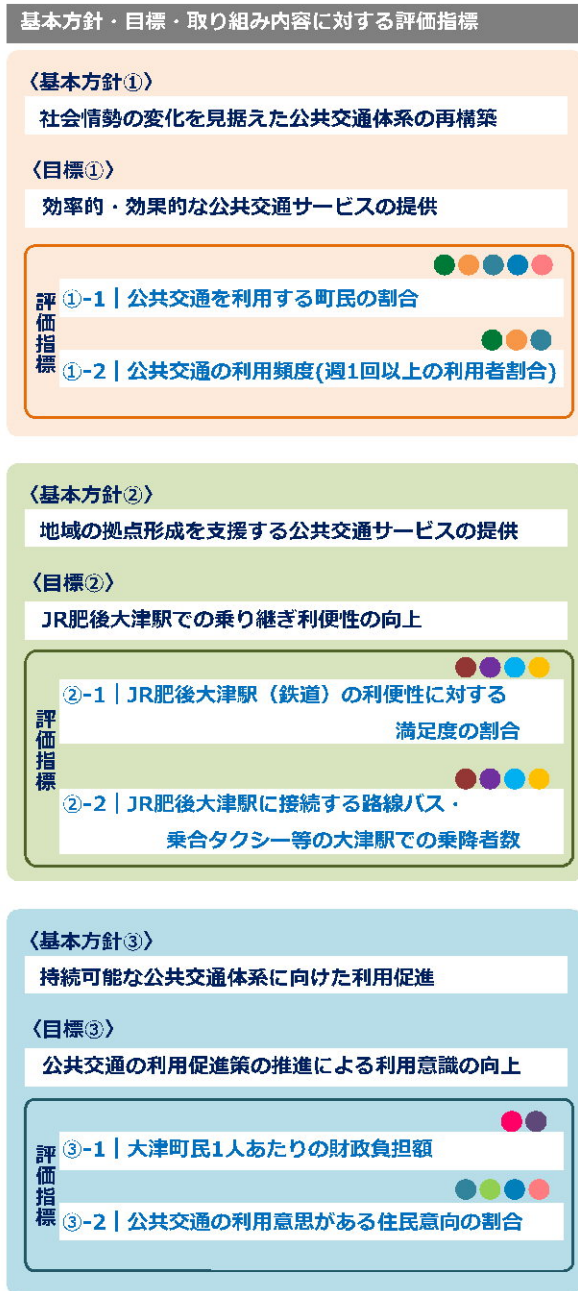 基本方針・目標・取り組み内容に対する評価指標
〈基本方針①〉
社会情勢の変化を見据えた公共交通体系の再構築
〈目標①〉
効率的・効果的な公共交通サービスの提供
評価指標
①-1｜公共交通を利用する町民の割合
①-2｜公共交通の利用頻度(週1回以上の利用者割合)
〈基本方針②〉
地域の拠点形成を支援する公共交通サービスの提供
〈目標②〉
JR肥後大津駅での乗り継ぎ利便性の向上
評価指標
②-1｜JR肥後大津駅（鉄道）の利便性に対する
満足度の割合
②-2｜JR肥後大津駅に接続する路線バス・
乗合タクシー等の大津駅での乗降者数
〈基本方針③〉
持続可能な公共交通体系に向けた利用促進
〈目標③〉
公共交通の利用促進策の推進による利用意識の向上
評価指標
③-1｜大津町民1人あたりの財政負担額
③-2｜公共交通の利用意思がある住民意向の割合